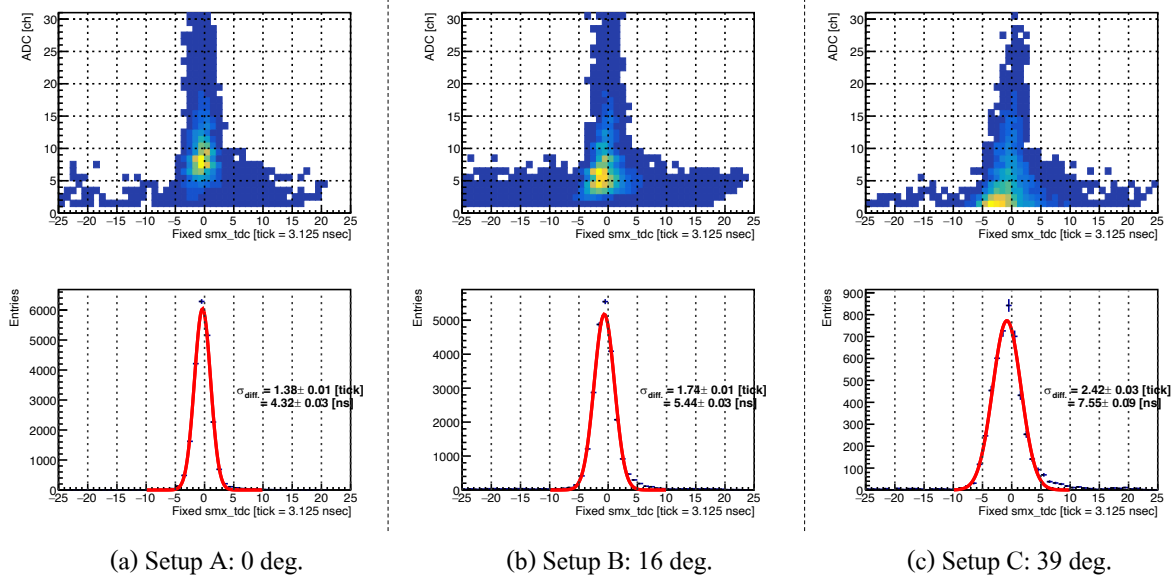 ADC [ch]
30
25
20
15
10
5
0
−25 −20 −15 −10 −5 0 5 10 15 20 25
Fixed smx_tdc [tick = 3.125 nsec]
ADC [ch]
30
25
20
15
10
5
0
−25 −20 −15 −10 −5 0 5 10 15 20 25
Fixed smx_tdc [tick = 3.125 nsec]
ADC [ch]
30
25
20
15
10
5
0
−25 −20 −15 −10 −5 0 5 10 15 20 25
Fixed smx_tdc [tick = 3.125 nsec]
Entries
6000
5000
4000
3000
2000
1000
0
σdiff. = 1.38± 0.01 [tick]
= 4.32± 0.03 [ns]
−25 −20 −15 −10 −5 0 5 10 15 20 25
Fixed smx_tdc [tick = 3.125 nsec]
Entries
5000
4000
3000
2000
1000
0
σdiff. = 1.74± 0.01 [tick]
= 5.44± 0.03 [ns]
−25 −20 −15 −10 −5 0 5 10 15 20 25
Fixed smx_tdc [tick = 3.125 nsec]
Entries
900
800
700
600
500
400
300
200
100
0
σdiff. = 2.42± 0.03 [tick]
= 7.55± 0.09 [ns]
−25 −20 −15 −10 −5 0 5 10 15 20 25
Fixed smx_tdc [tick = 3.125 nsec]
(a) Setup A: 0 deg.
(b) Setup B: 16 deg.
(c) Setup C: 39 deg.